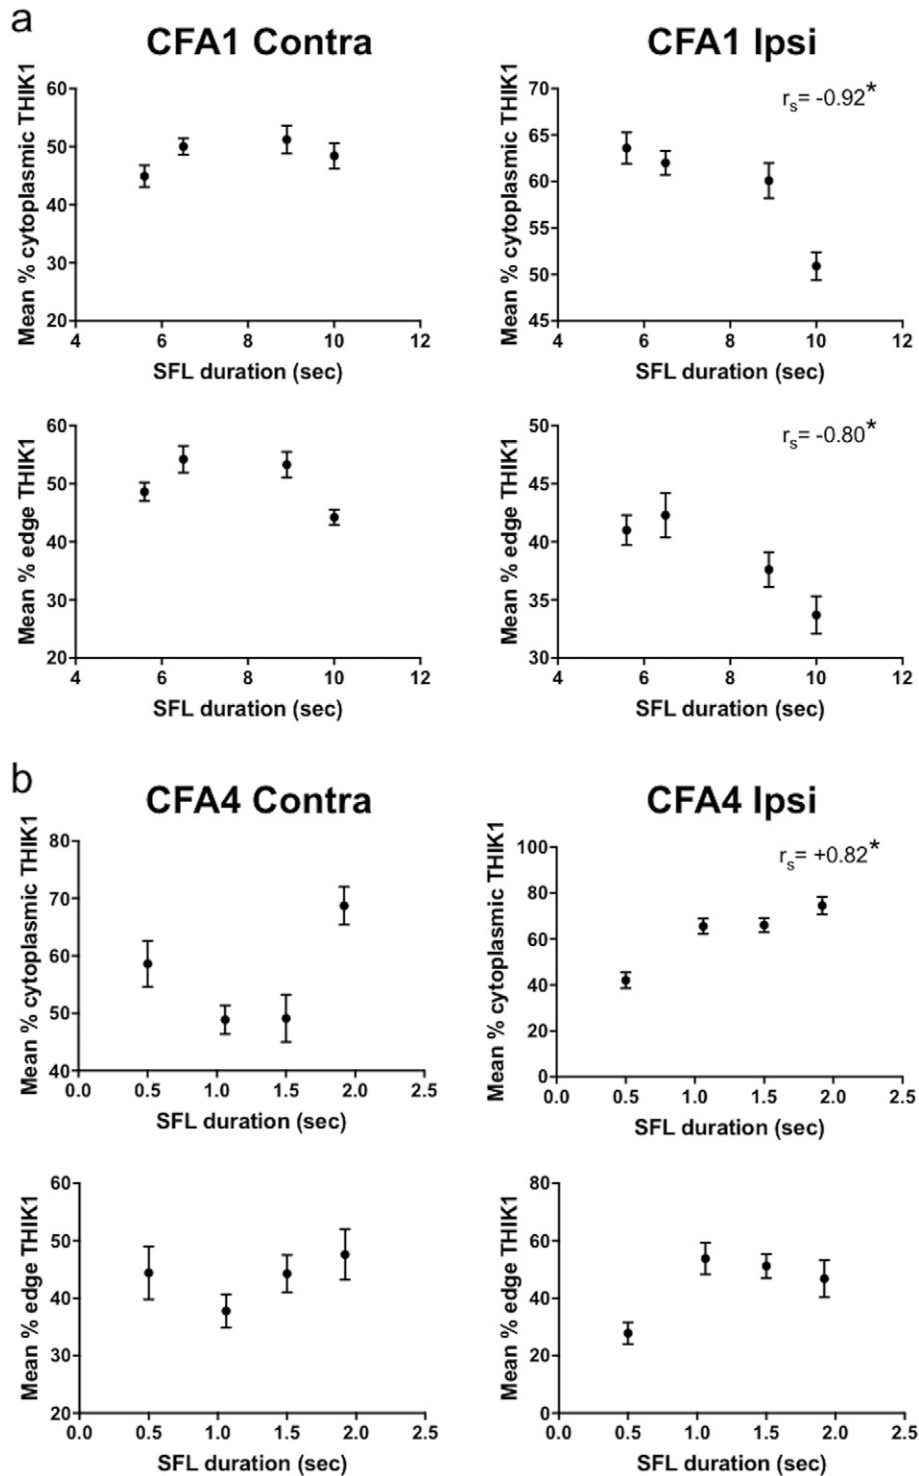 a
CFA1 Contra
CFA1 Ipsi
Mean % cytoplasmic THIK1
60
50
40
30
20
4 6 8 10 12
SFL duration (sec)
Mean % cytoplasmic THIK1
70
65
60
55
50
45
4 6 8 10 12
SFL duration (sec)
rs= -0.92*
Mean % edge THIK1
60
50
40
30
20
4 6 8 10 12
SFL duration (sec)
Mean % edge THIK1
50
45
40
35
30
4 6 8 10 12
SFL duration (sec)
rs= -0.80*
b
CFA4 Contra
CFA4 Ipsi
Mean % cytoplasmic THIK1
80
70
60
50
40
0.0 0.5 1.0 1.5 2.0 2.5
SFL duration (sec)
Mean % cytoplasmic THIK1
100
80
60
40
20
0
0.0 0.5 1.0 1.5 2.0 2.5
SFL duration (sec)
rs= +0.82*
Mean % edge THIK1
60
50
40
30
20
0.0 0.5 1.0 1.5 2.0 2.5
SFL duration (sec)
Mean % edge THIK1
80
60
40
20
0
0.0 0.5 1.0 1.5 2.0 2.5
SFL duration (sec)